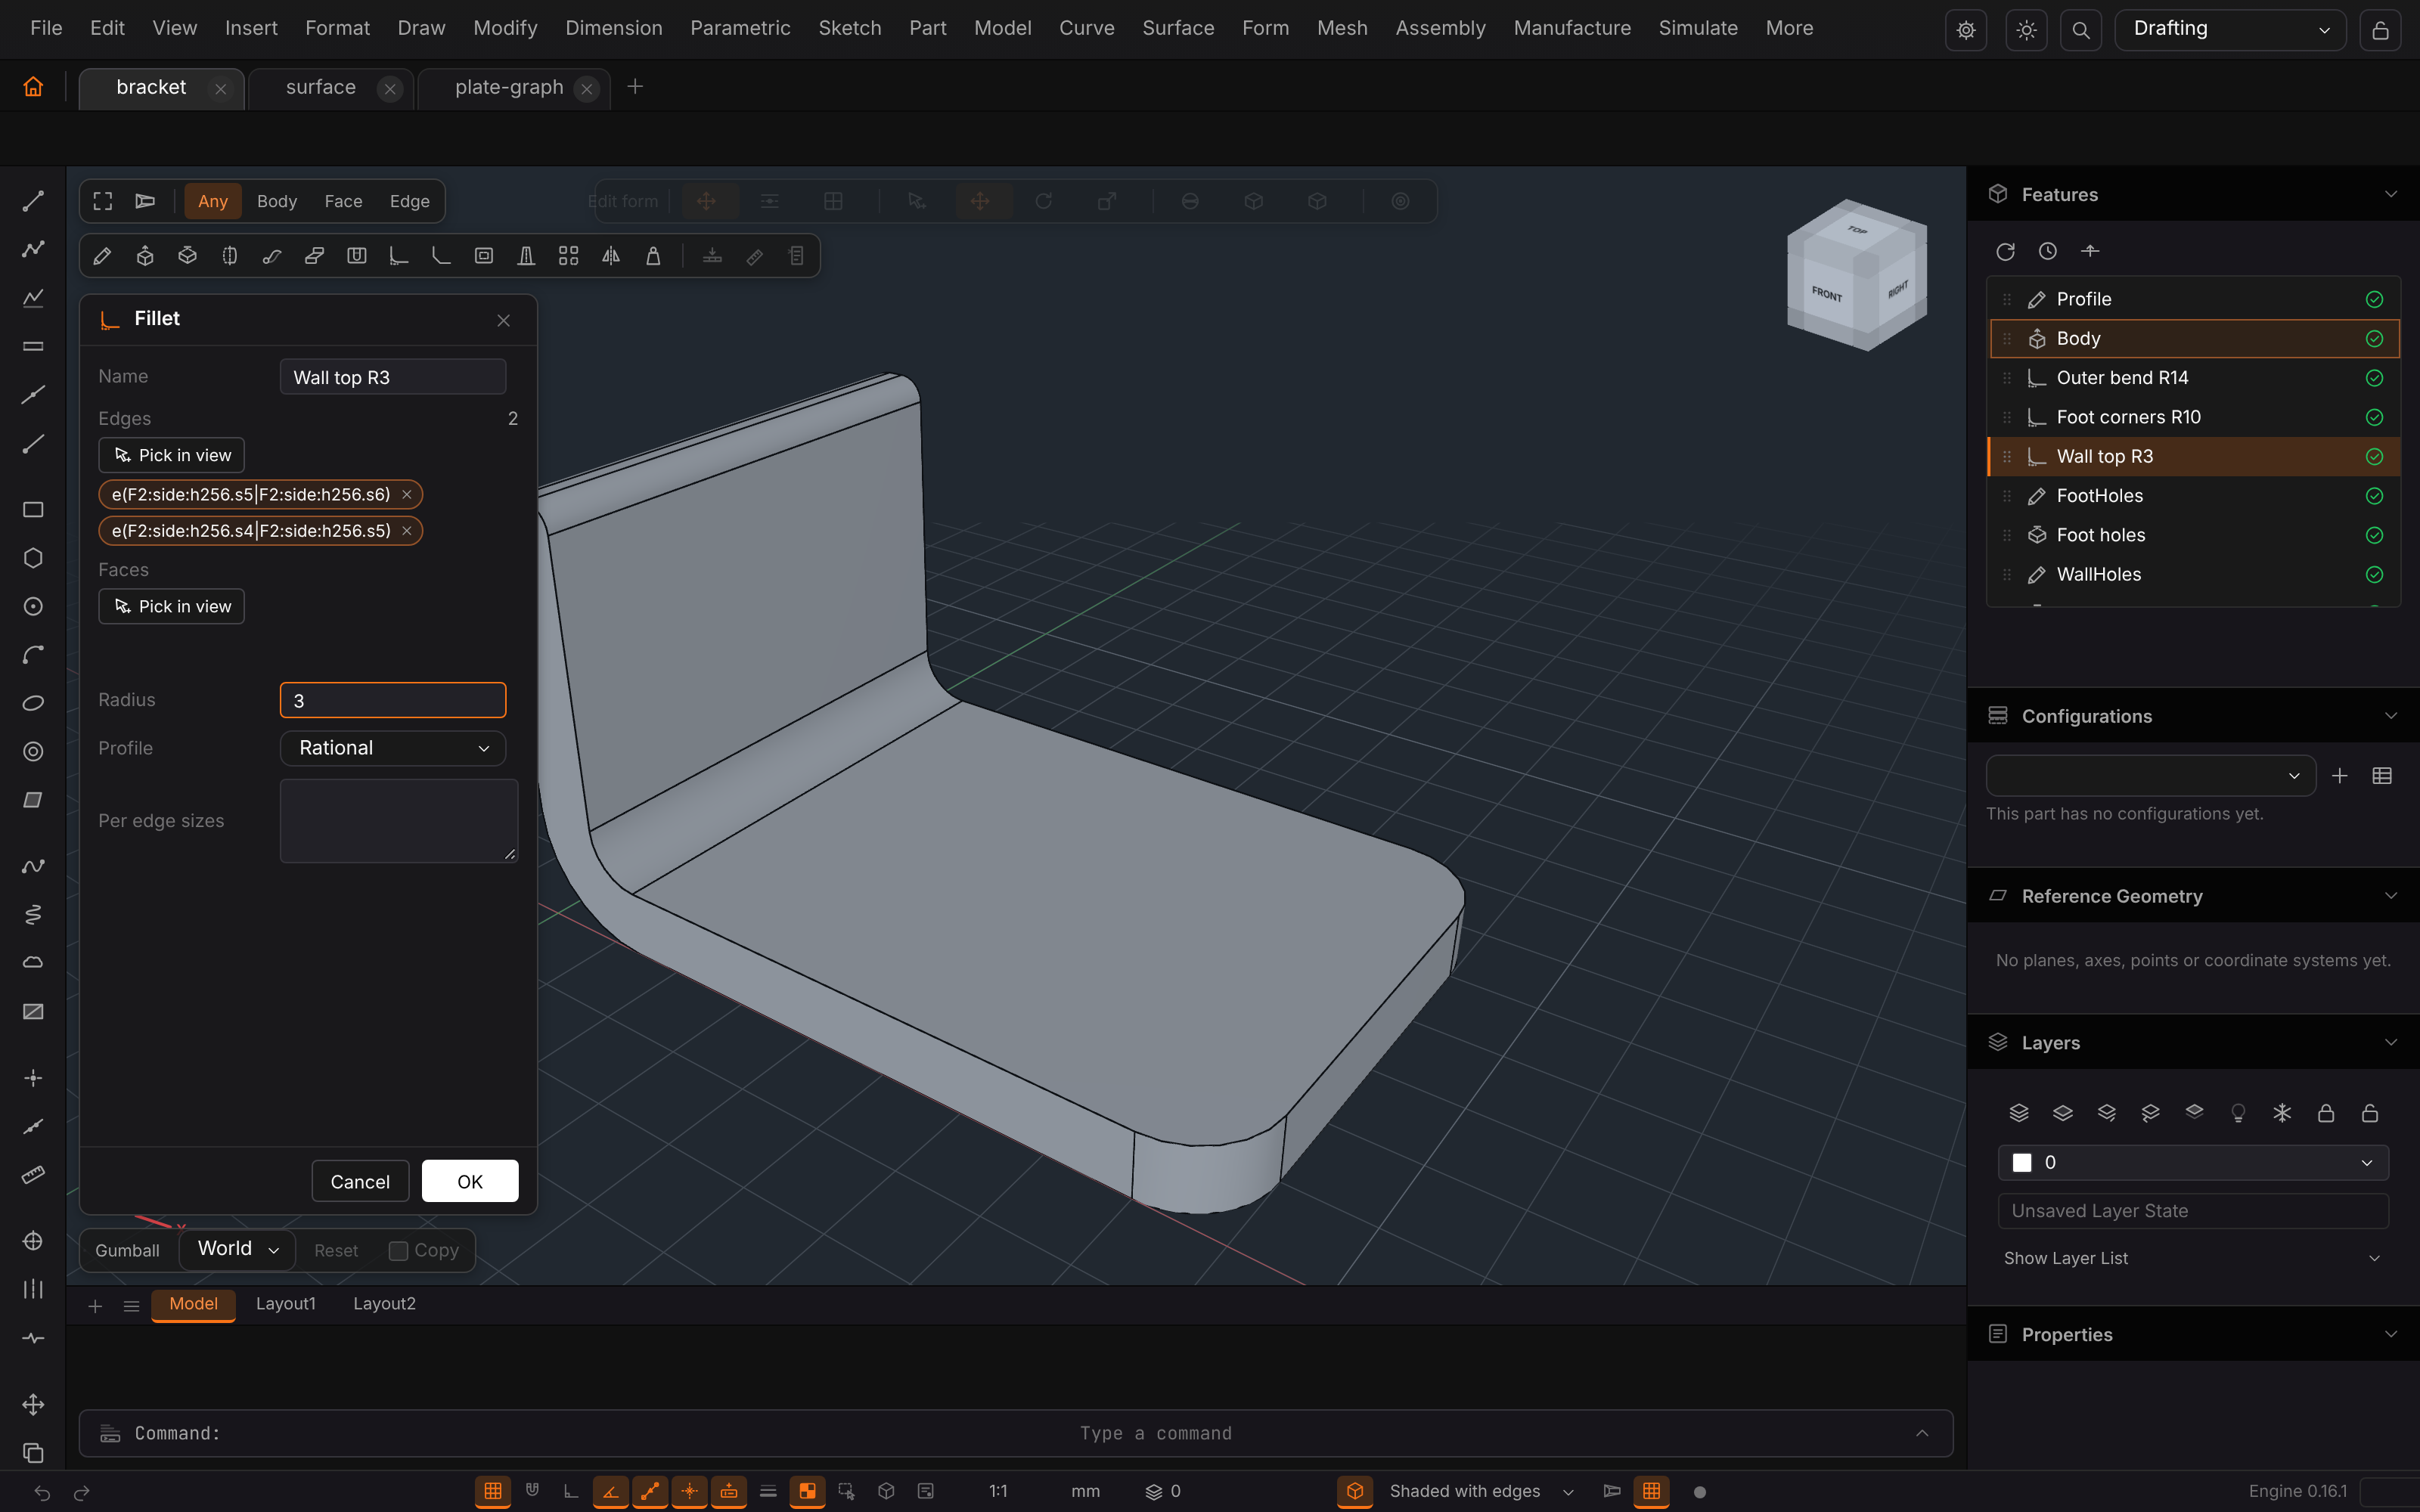 File Edit View Insert Format Draw Modify Dimension Parametric Sketch Part Model Curve Surface Form Mesh Assembly Manufacture Simulate More Drafting
bracket surface plate-graph
Any Body Face Edge Edit form
TOP
FRONT RIGHT
Fillet
Name Wall top R3
Edges 2
Pick in view
e(F2:side:h256.s5|F2:side:h256.s6)
e(F2:side:h256.s4|F2:side:h256.s5)
Faces
Pick in view
Radius 3
Profile Rational
Per edge sizes
Cancel OK
x
Gumball World Reset Copy
Model Layout1 Layout2
Command: Type a command
Features
Profile
Body
Outer bend R14
Foot corners R10
Wall top R3
FootHoles
Foot holes
WallHoles
Configurations
This part has no configurations yet.
Reference Geometry
No planes, axes, points or coordinate systems yet.
Layers
0
Unsaved Layer State
Show Layer List
Properties
1:1 mm 0 Shaded with edges Engine 0.16.1